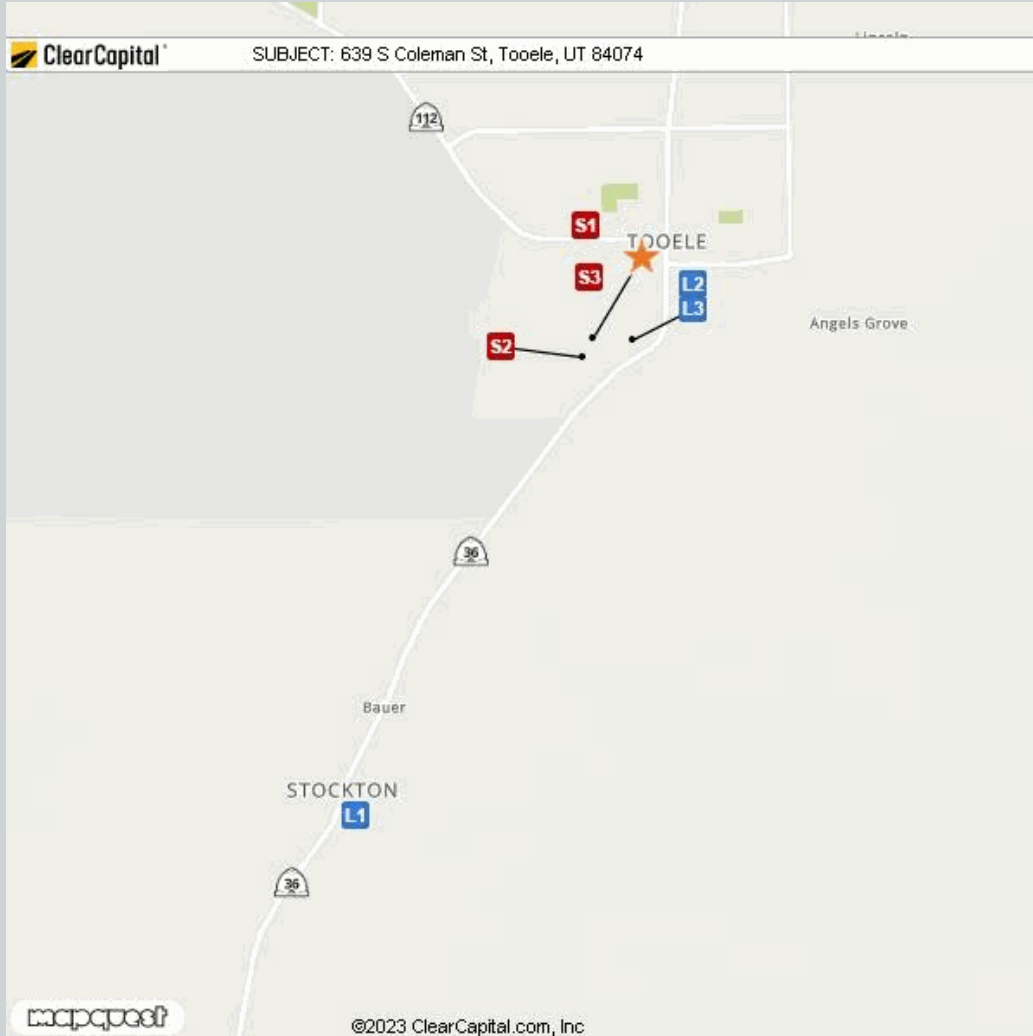 ClearCapital SUBJECT: 639 S Coleman St, Tooele, UT 84074
112
S1
TOOELE
S3
L2
L3
Angels Grove
S2
36
Bauer
STOCKTON
L1
36
mapquest
©2023 ClearCapital.com, Inc